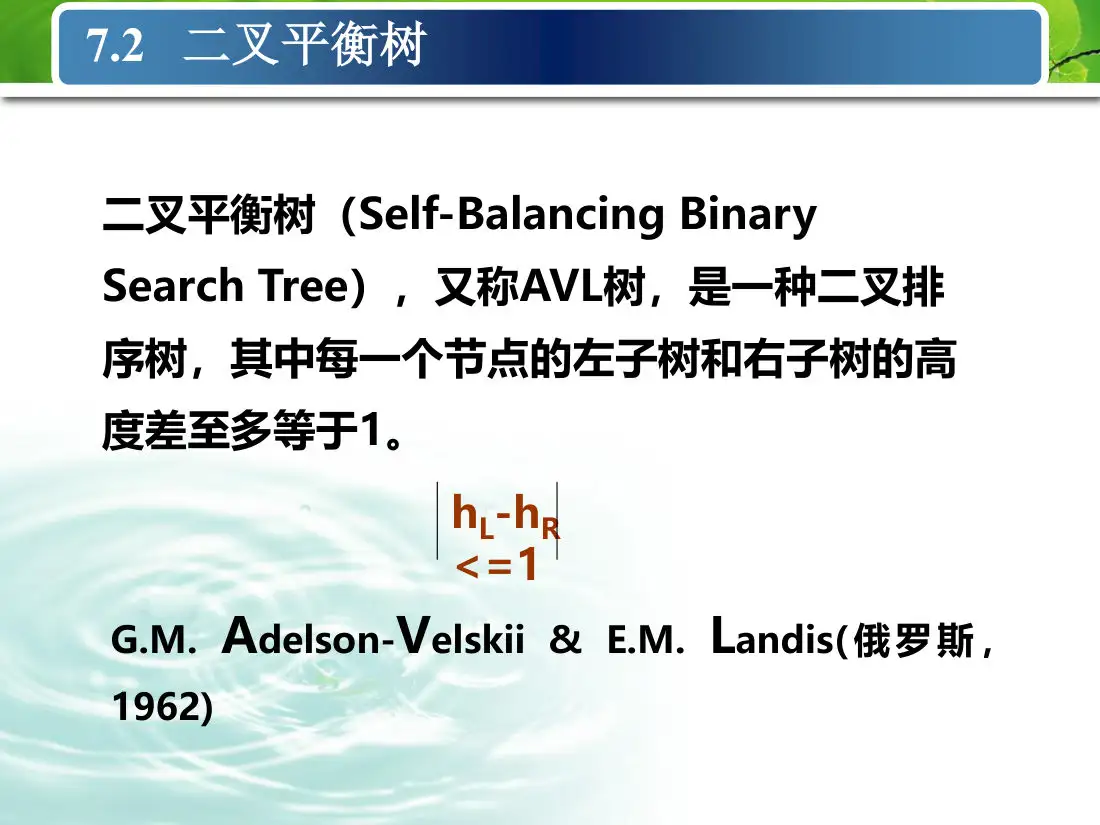 7.2 二叉平衡树
二叉平衡树（Self-Balancing Binary
Search Tree），又称AVL树，是一种二叉排
序树，其中每一个节点的左子树和右子树的高
度差至多等于1。
|hL-hR|
<=1
G.M. Adelson-Velskii & E.M. Landis(俄罗斯，
1962)